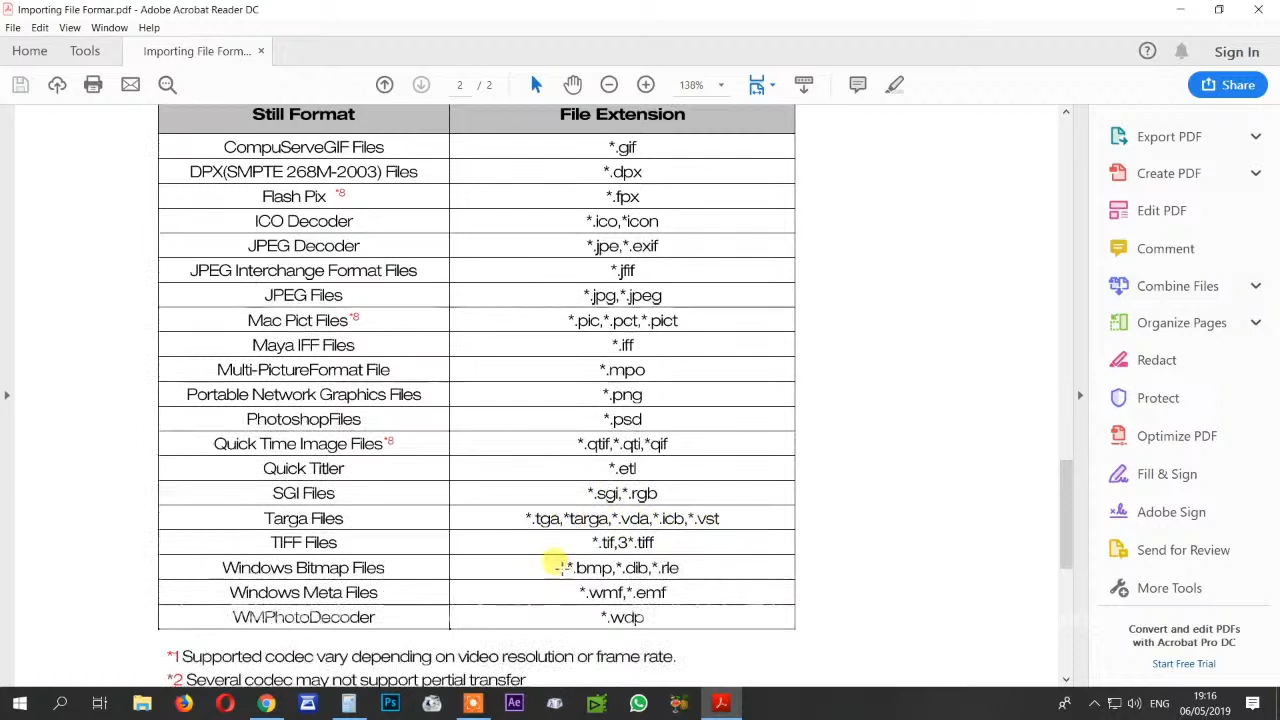 Importing File Formar.pdf - Adobe Acrobat Reader DC
File Edit View Window Help
Home Tools Importing File Form... × Sign In
2 / 2 138% Share
Still Format File Extension
CompuServeGIF Files *.gif
DPX(SMPTE 268M-2003) Files *.dpx
Flash Pix *8 *.fpx
ICO Decoder *.ico,*icon
JPEG Decoder *.jpe,*.exif
JPEG Interchange Format Files *.jfif
JPEG Files *.jpg,*.jpeg
Mac Pict Files*8 *.pic,*.pct,*.pict
Maya IFF Files *.iff
Multi-PictureFormat File *.mpo
Portable Network Graphics Files *.png
PhotoshopFiles *.psd
Quick Time Image Files*8 *.qtif,*.qti,*qif
Quick Titler *.etl
SGI Files *.sgi,*.rgb
Targa Files *.tga,*targa,*.vda,*.icb,*.vst
TIFF Files *.tif,3*.tiff
Windows Bitmap Files *.bmp,*.dib,*.rle
Windows Meta Files *.wmf,*.emf
WMPhotoDecoder *.wdp
*1 Supported codec vary depending on video resolution or frame rate.
*2 Several codec may not support pertial transfer
Export PDF
Create PDF
Edit PDF
Comment
Combine Files
Organize Pages
Redact
Protect
Optimize PDF
Fill & Sign
Adobe Sign
Send for Review
More Tools
Convert and edit PDFs
with Acrobat Pro DC
Start Free Trial
Ps Ae ENG 19:16
06/05/2019